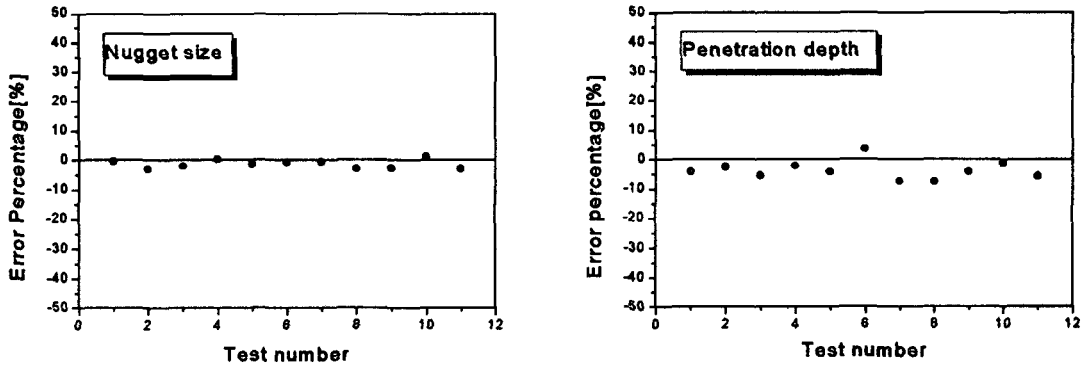 Nugget size
Error Percentage[%]
50
40
30
20
10
0
-10
-20
-30
-40
-50
0 2 4 6 8 10 12
Test number
Penetration depth
Error percentage[%]
50
40
30
20
10
0
-10
-20
-30
-40
-50
0 2 4 6 8 10 12
Test number